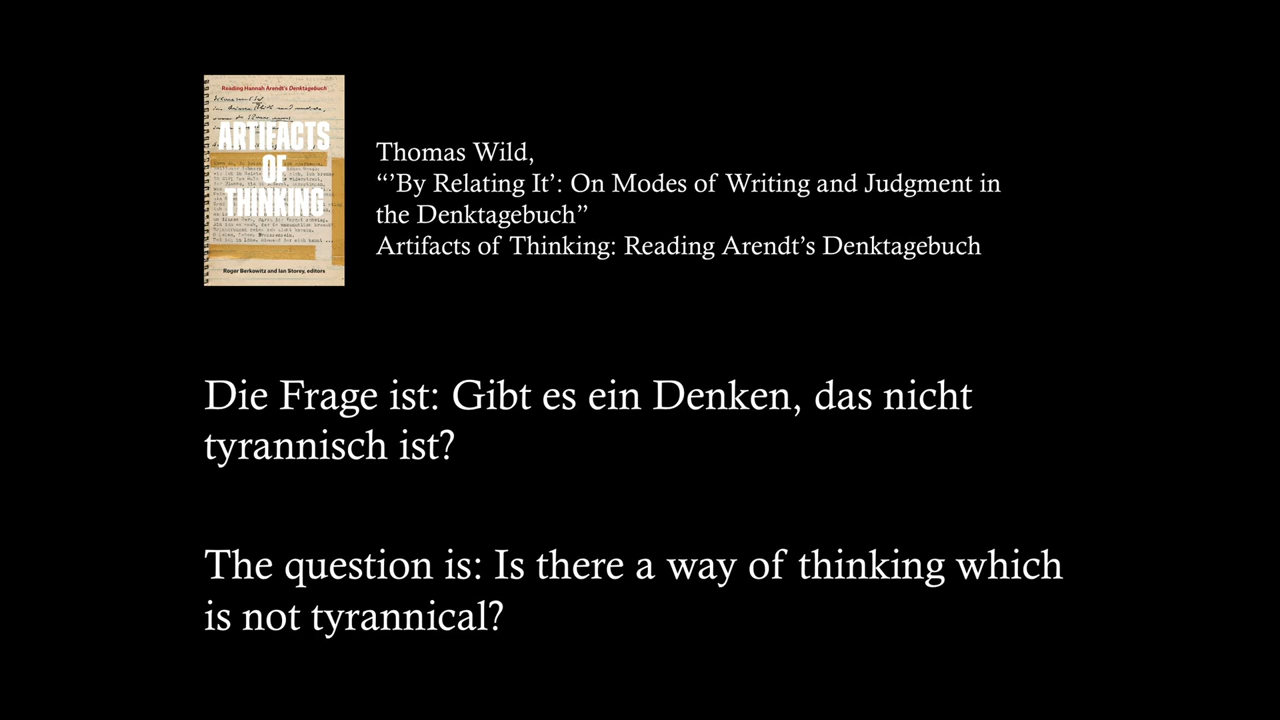 Reading Hannah Arendt's Denktagebuch
ARTIFACTS
OF
THINKING
Roger Berkowitz and Ian Storey, editors
Thomas Wild,
“’By Relating It’: On Modes of Writing and Judgment in
the Denktagebuch”
Artifacts of Thinking: Reading Arendt’s Denktagebuch
Die Frage ist: Gibt es ein Denken, das nicht
tyrannisch ist?
The question is: Is there a way of thinking which
is not tyrannical?